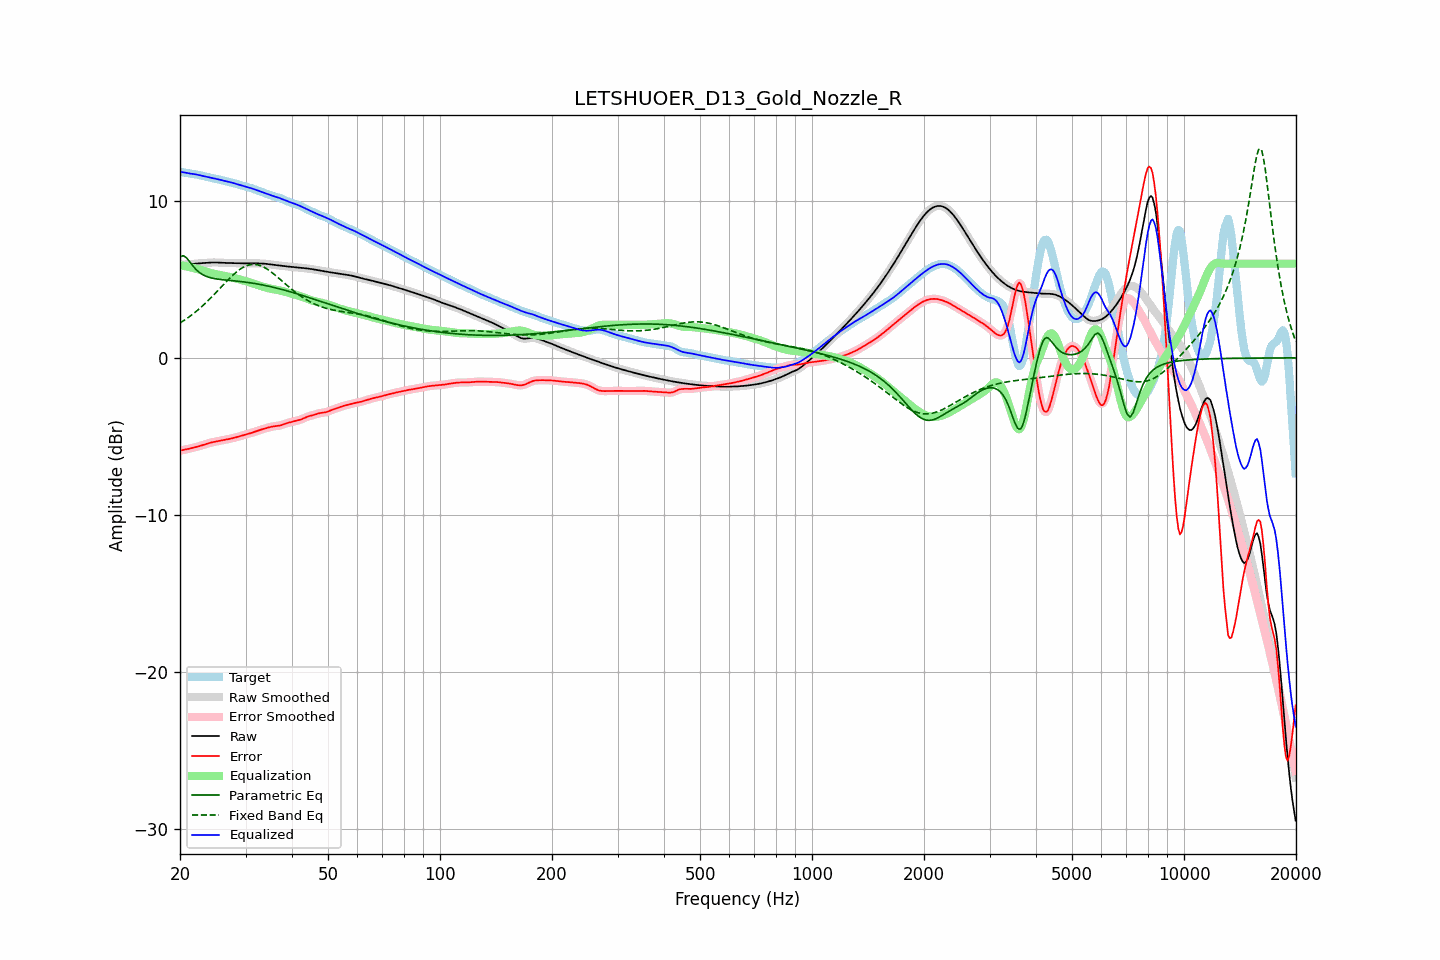 LETSHUOER_D13_Gold_Nozzle_R
Amplitude (dBr)
10
0
−10
−20
−30
Target
Raw Smoothed
Error Smoothed
Raw
Error
Equalization
Parametric Eq
Fixed Band Eq
Equalized
20 50 100 200 500 1000 2000 5000 10000 20000
Frequency (Hz)